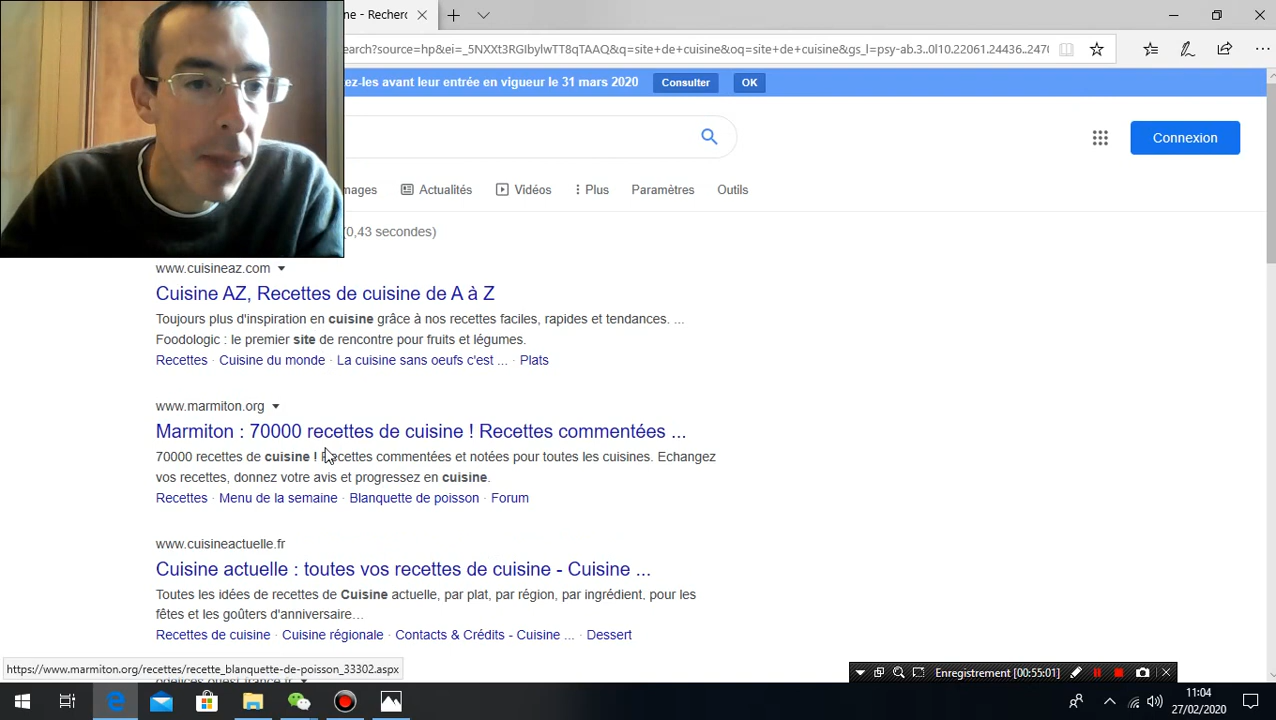 me - Recherc
search?source=hp&ei=_5NXXt3RGIbylwTT8qTAAQ&q=site+de+cuisine&oq=site+de+cuisine&gs_l=psy-ab.3..0l10.22061.24436..2470
tez-les avant leur entrée en vigueur le 31 mars 2020 Consulter OK
Connexion
mages Actualités Vidéos Plus Paramètres Outils
(0,43 secondes)
www.cuisineaz.com
Cuisine AZ, Recettes de cuisine de A à Z
Toujours plus d'inspiration en cuisine grâce à nos recettes faciles, rapides et tendances. ...
Foodologic : le premier site de rencontre pour fruits et légumes.
Recettes · Cuisine du monde · La cuisine sans oeufs c'est ... · Plats
www.marmiton.org
Marmiton : 70000 recettes de cuisine ! Recettes commentées ...
70000 recettes de cuisine ! Recettes commentées et notées pour toutes les cuisines. Echangez
vos recettes, donnez votre avis et progressez en cuisine.
Recettes · Menu de la semaine · Blanquette de poisson · Forum
www.cuisineactuelle.fr
Cuisine actuelle : toutes vos recettes de cuisine - Cuisine ...
Toutes les idées de recettes de Cuisine actuelle, par plat, par région, par ingrédient, pour les
fêtes et les goûters d'anniversaire...
Recettes de cuisine · Cuisine régionale · Contacts & Crédits - Cuisine ... · Dessert
https://www.marmiton.org/recettes/recette_blanquette-de-poisson_33302.aspx
Enregistrement (00:55:01)
11:04
27/02/2020